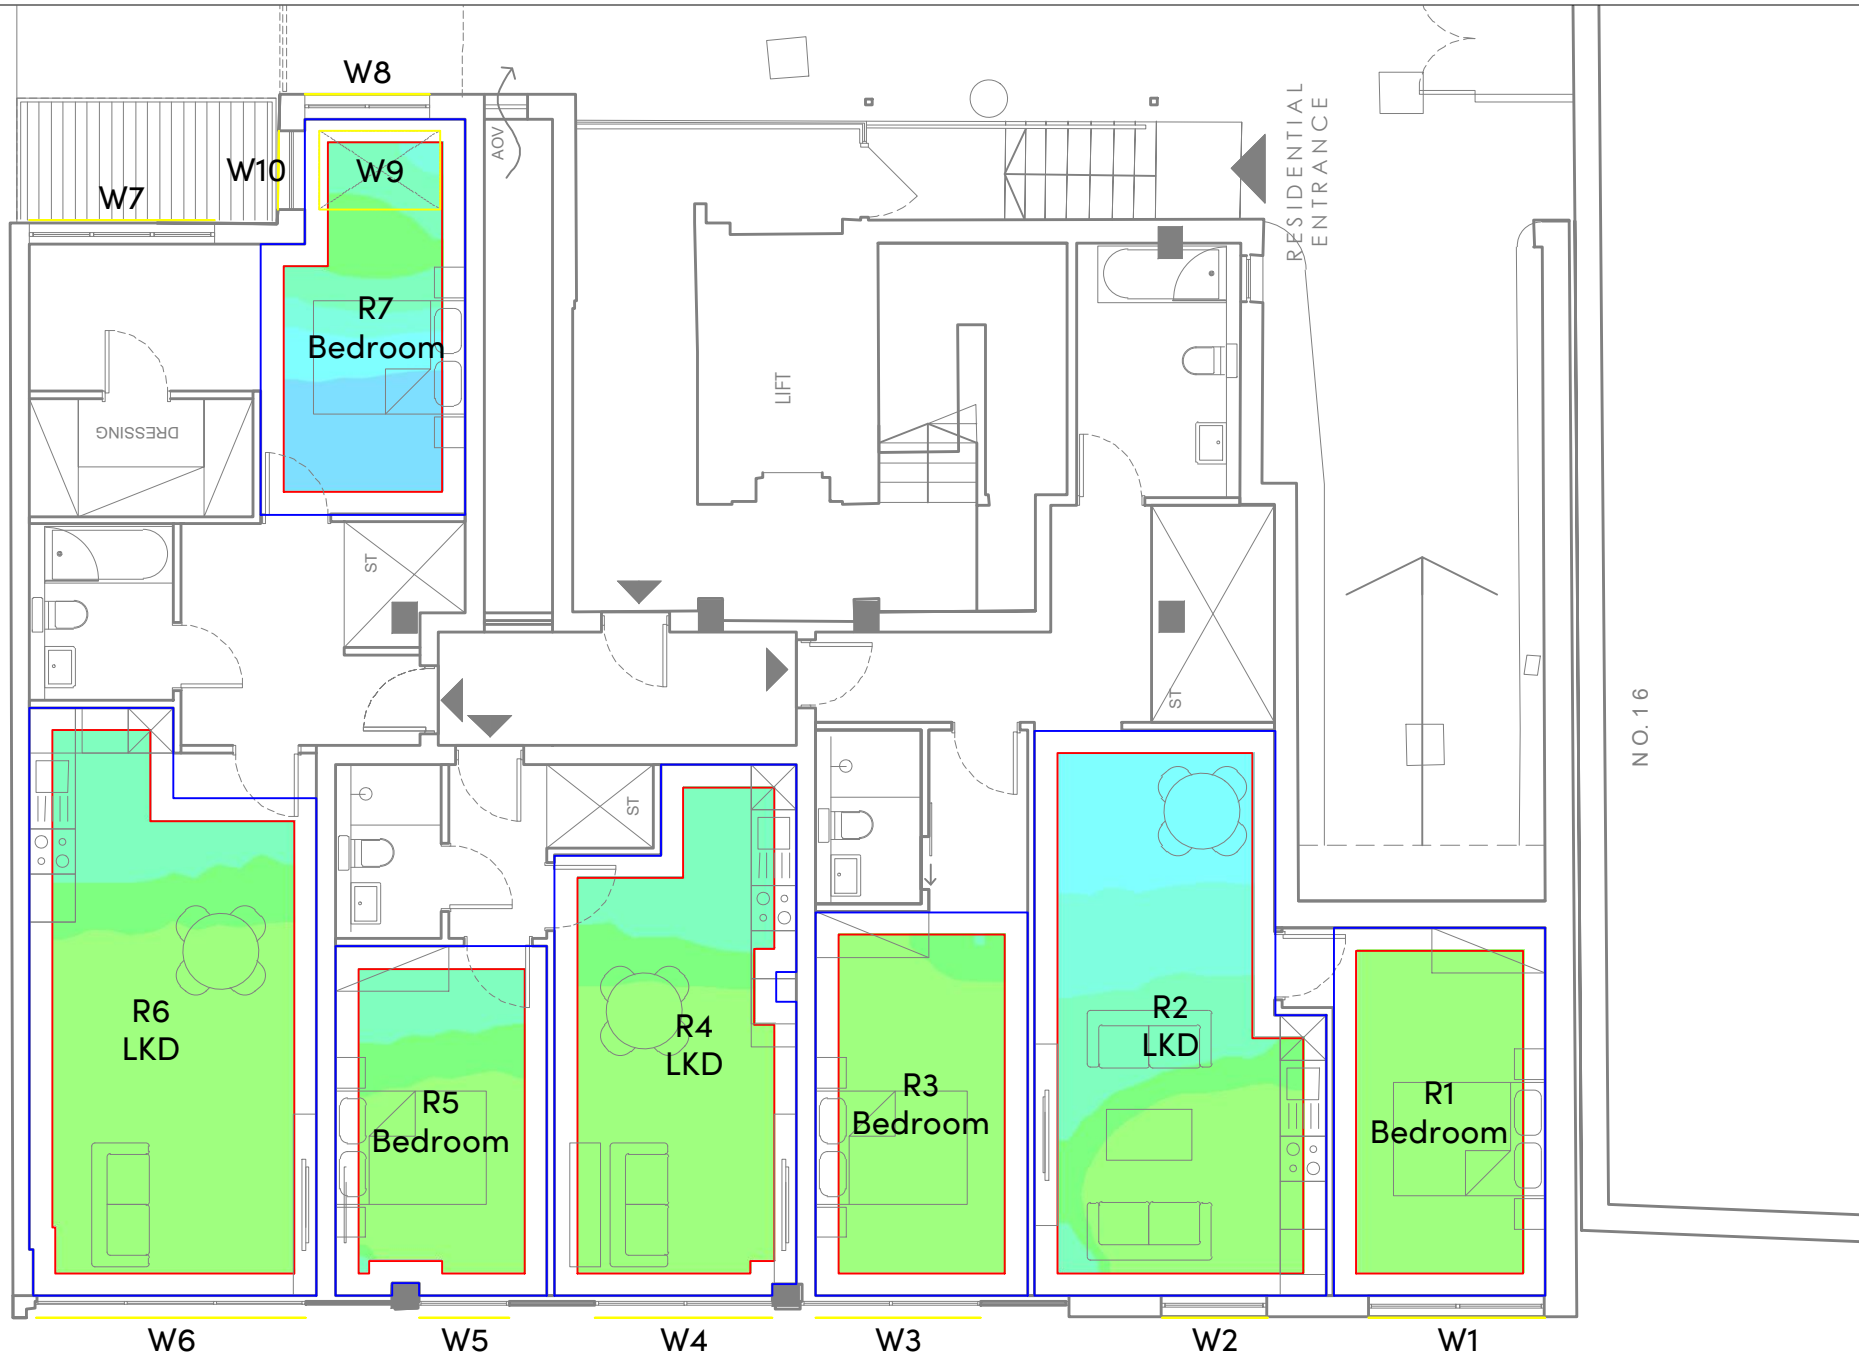 W8
AOV
RESIDENTIAL
ENTRANCE
W10
W9
W7
R7
Bedroom
LIFT
DRESSING
ST
ST
NO. 16
ST
R6
LKD
R4
LKD
R2
LKD
R5
Bedroom
R3
Bedroom
R1
Bedroom
W6
W5
W4
W3
W2
W1